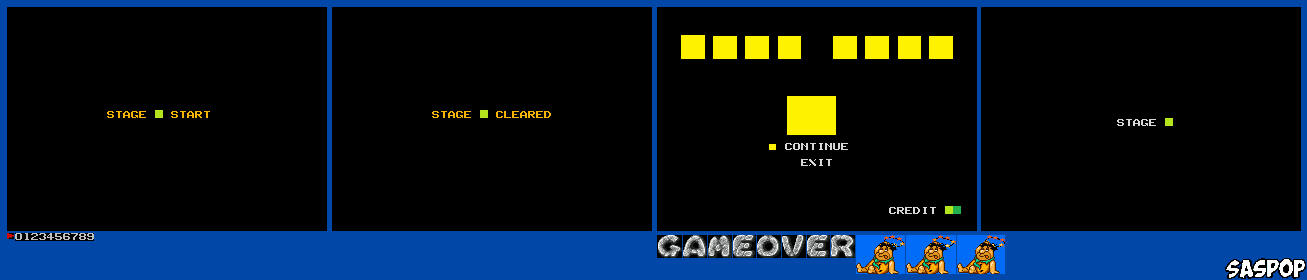 STAGE START
STAGE CLEARED
CONTINUE
EXIT
CREDIT
STAGE
0123456789
GAMEOVER
SASPOP